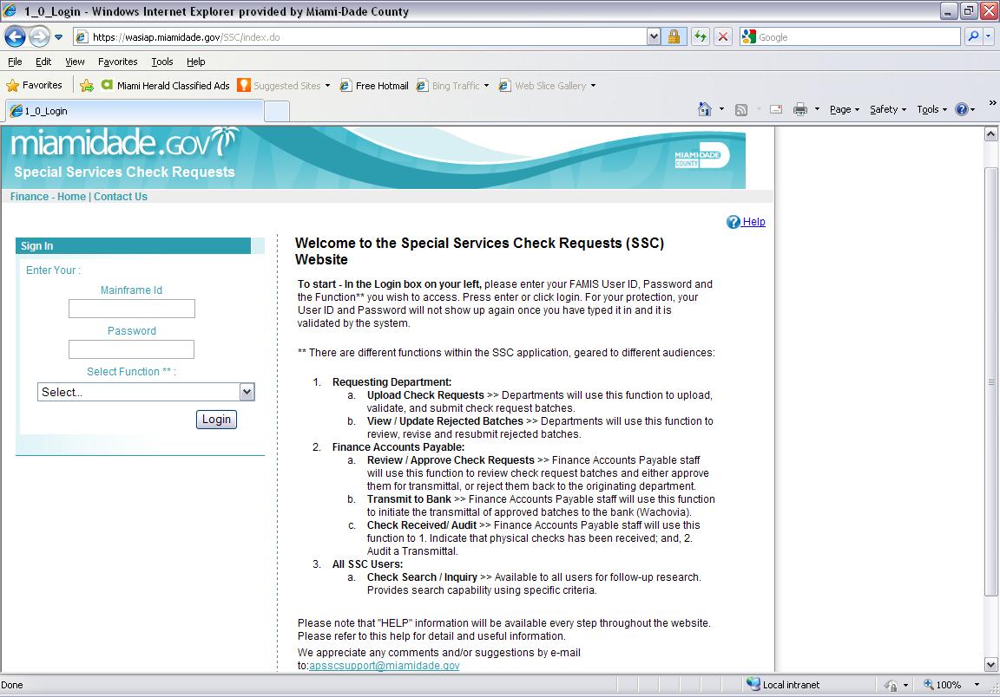 1_0_Login - Windows Internet Explorer provided by Miami-Dade County
https://wasiap.miamidade.gov/SSC/index.do
Google
File Edit View Favorites Tools Help
Favorites Miami Herald Classified Ads Suggested Sites Free Hotmail Bing Traffic Web Slice Gallery
1_0_Login Page Safety Tools »
miamidade.gov
MIAMI-DADE
COUNTY
Special Services Check Requests
Finance - Home | Contact Us
Help
Sign In
Enter Your :
Mainframe Id
Password
Select Function ** :
Select...
Login
Welcome to the Special Services Check Requests (SSC)
Website
To start - In the Login box on your left, please enter your FAMIS User ID, Password and
the Function** you wish to access. Press enter or click login. For your protection, your
User ID and Password will not show up again once you have typed it in and it is
validated by the system.
** There are different functions within the SSC application, geared to different audiences:
1. Requesting Department:
a. Upload Check Requests >> Departments will use this function to upload,
validate, and submit check request batches.
b. View / Update Rejected Batches >> Departments will use this function to
review, revise and resubmit rejected batches.
2. Finance Accounts Payable:
a. Review / Approve Check Requests >> Finance Accounts Payable staff
will use this function to review check request batches and either approve
them for transmittal, or reject them back to the originating department.
b. Transmit to Bank >> Finance Accounts Payable staff will use this function
to initiate the transmittal of approved batches to the bank (Wachovia).
c. Check Received/ Audit >> Finance Accounts Payable staff will use this
function to 1. Indicate that physical checks has been received; and, 2.
Audit a Transmittal.
3. All SSC Users:
a. Check Search / Inquiry >> Available to all users for follow-up research.
Provides search capability using specific criteria.
Please note that "HELP" information will be available every step throughout the website.
Please refer to this help for detail and useful information.
We appreciate any comments and/or suggestions by e-mail
to:apsscsupport@miamidade.gov
Done Local intranet 100%